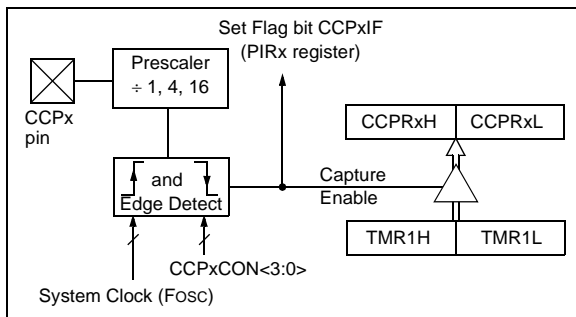 Set Flag bit CCPxIF
(PIRx register)
Prescaler
÷ 1, 4, 16
CCPx
pin
CCPRxH
CCPRxL
and
Edge Detect
Capture
Enable
TMR1H
TMR1L
CCPxCON<3:0>
System Clock (FOSC)